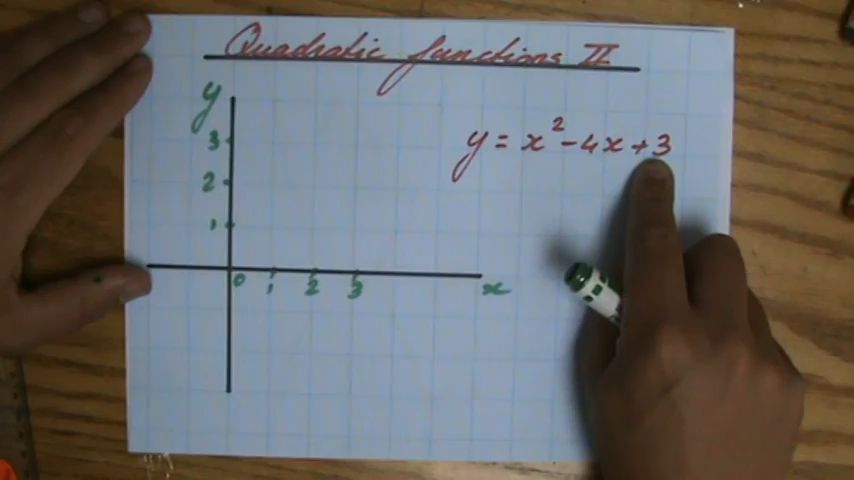 Quadratic functions II
y
y = x² - 4x + 3
3
2
1
0 1 2 3 x